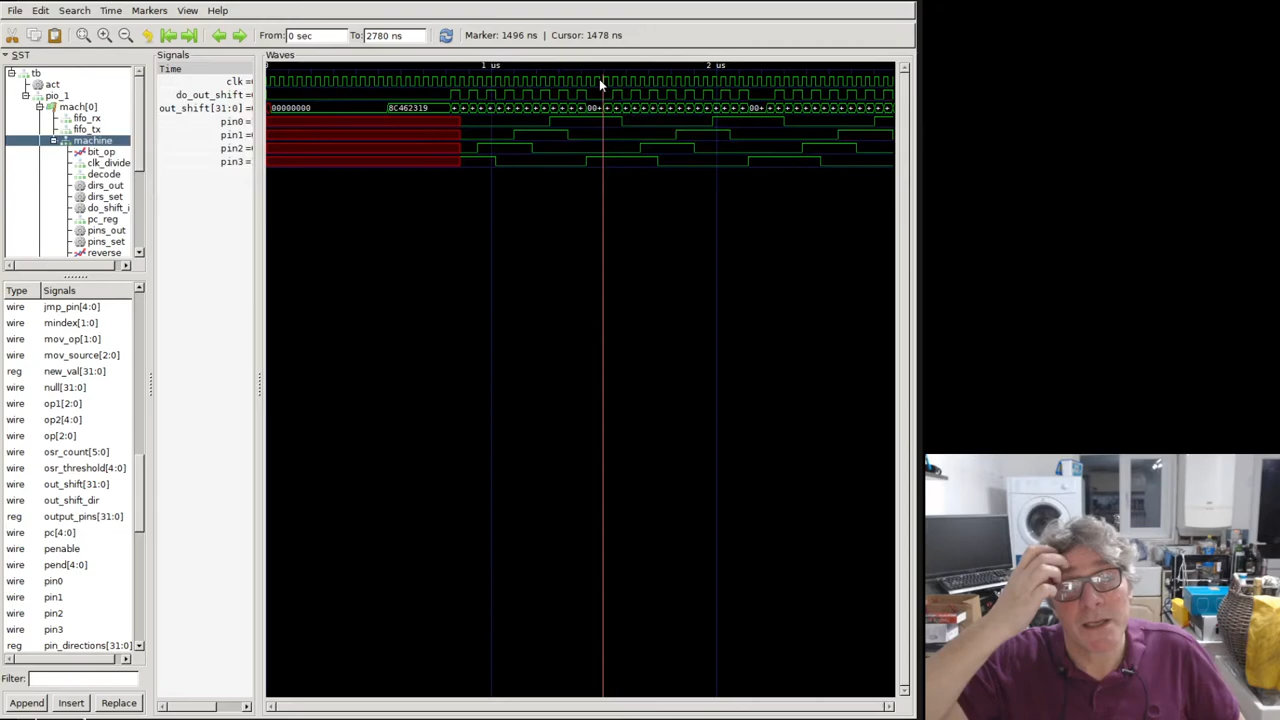 File Edit Search Time Markers View Help
From: 0 sec To: 2780 ns Marker: 1496 ns | Cursor: 1478 ns
SST
tb
act
pio_1
mach[0]
fifo_rx
fifo_tx
machine
bit_op
clk_divide
decode
dirs_out
dirs_set
do_shift_i
pc_reg
pins_out
pins_set
reverse
Type Signals
wire jmp_pin[4:0]
wire mindex[1:0]
wire mov_op[1:0]
wire mov_source[2:0]
reg new_val[31:0]
wire null[31:0]
wire op1[2:0]
wire op2[4:0]
wire op[2:0]
wire osr_count[5:0]
wire osr_threshold[4:0]
wire out_shift[31:0]
wire out_shift_dir
reg output_pins[31:0]
wire pc[4:0]
wire penable
wire pend[4:0]
wire pin0
wire pin1
wire pin2
wire pin3
reg pin_directions[31:0]
Filter:
Append Insert Replace
Signals
Time
clk
do_out_shift
out_shift[31:0]
pin0
pin1
pin2
pin3
Waves
1 us 2 us
00000000 8C462319 00+ 00+